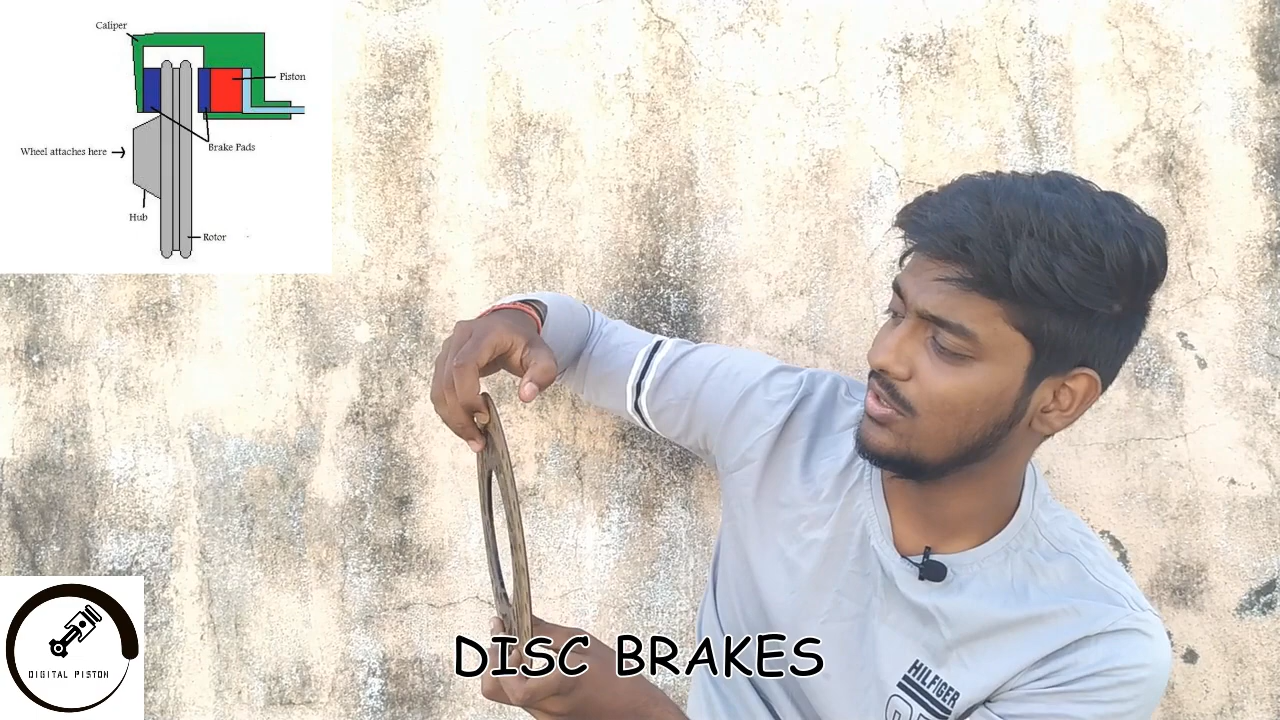 Caliper
Piston
Brake Pads
Wheel attaches here
Hub
Rotor
DIGITAL PISTON
DISC BRAKES
HILFIGER